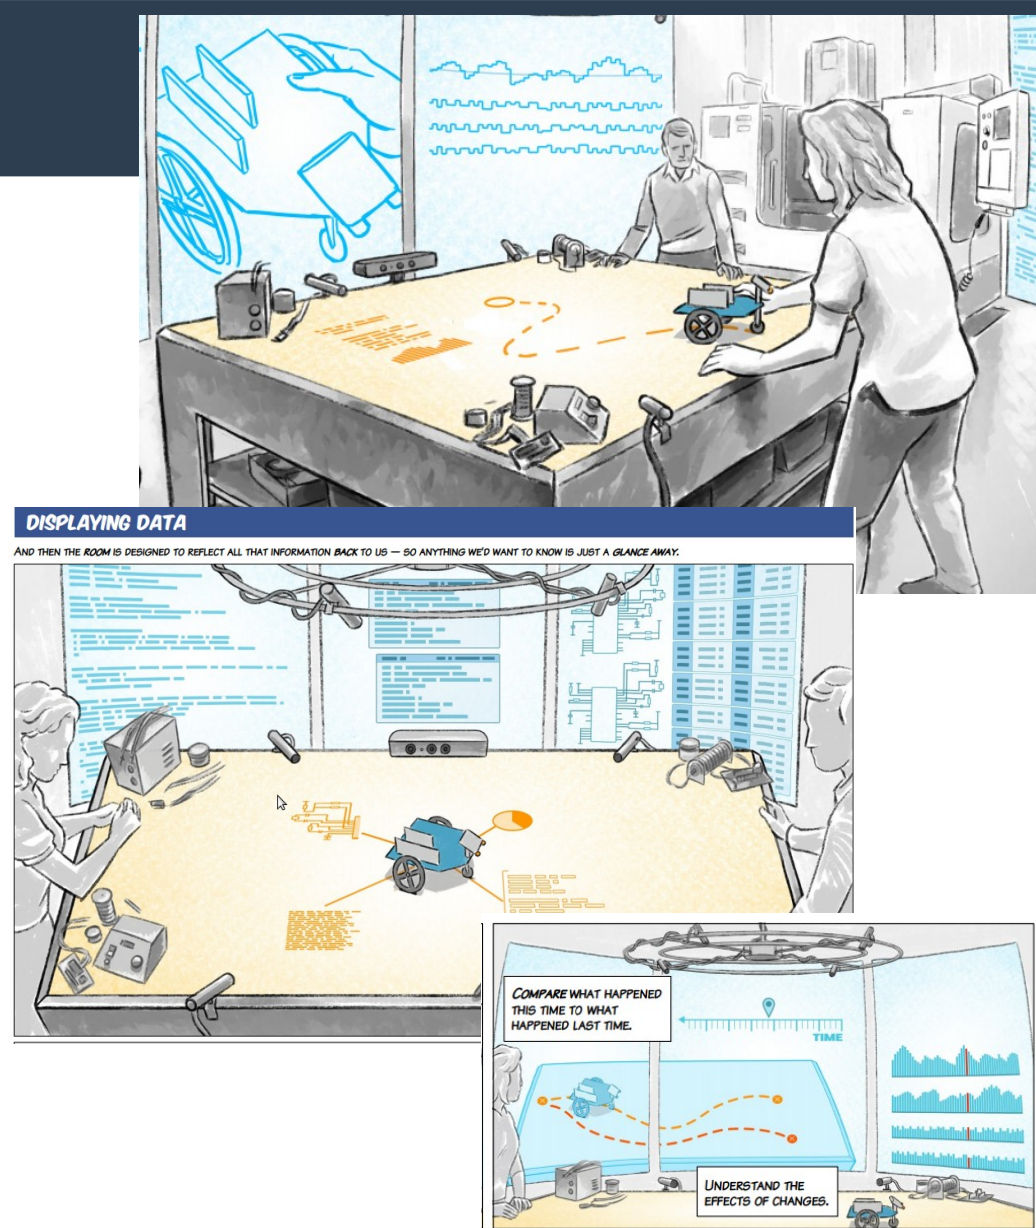 DISPLAYING DATA
AND THEN THE ROOM IS DESIGNED TO REFLECT ALL THAT INFORMATION BACK TO US — SO ANYTHING WE'D WANT TO KNOW IS JUST A GLANCE AWAY.
COMPARE WHAT HAPPENED
THIS TIME TO WHAT
HAPPENED LAST TIME.
TIME
UNDERSTAND THE
EFFECTS OF CHANGES.